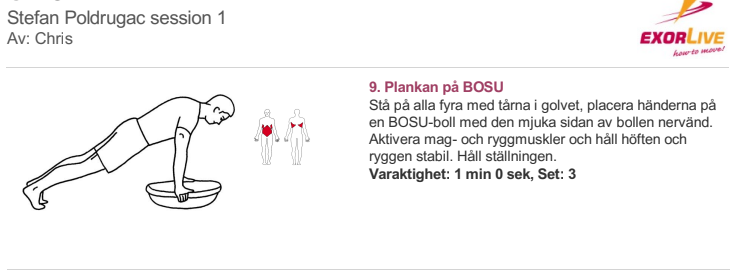 Stefan Poldrugac session 1
Av: Chris
EXORLIVE
how to move!
9. Plankan på BOSU
Stå på alla fyra med tårna i golvet, placera händerna på
en BOSU-boll med den mjuka sidan av bollen nervänd.
Aktivera mag- och ryggmuskler och håll höften och
ryggen stabil. Håll ställningen.
Varaktighet: 1 min 0 sek, Set: 3